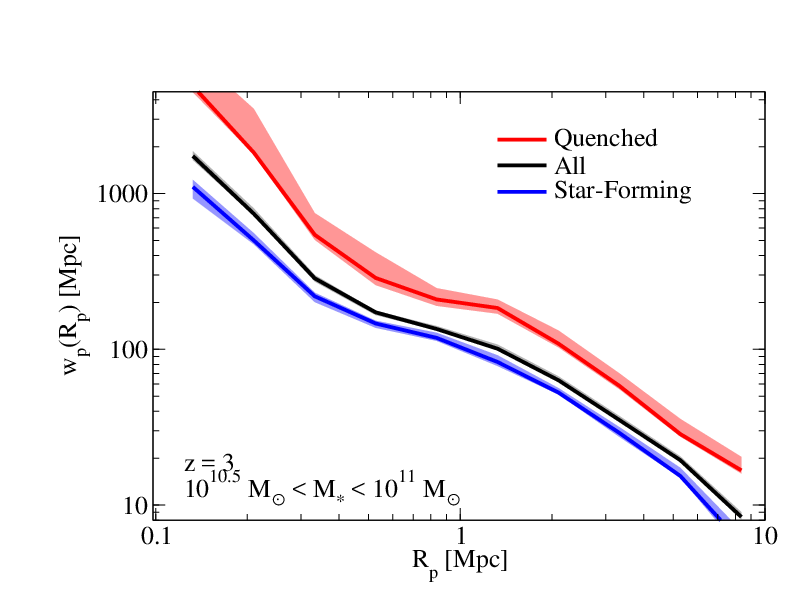 Quenched
All
Star-Forming
1000
100
10
w_p(R_p) [Mpc]
z = 3
10^10.5 M_⊙ < M_* < 10^11 M_⊙
0.1 1 10
R_p [Mpc]